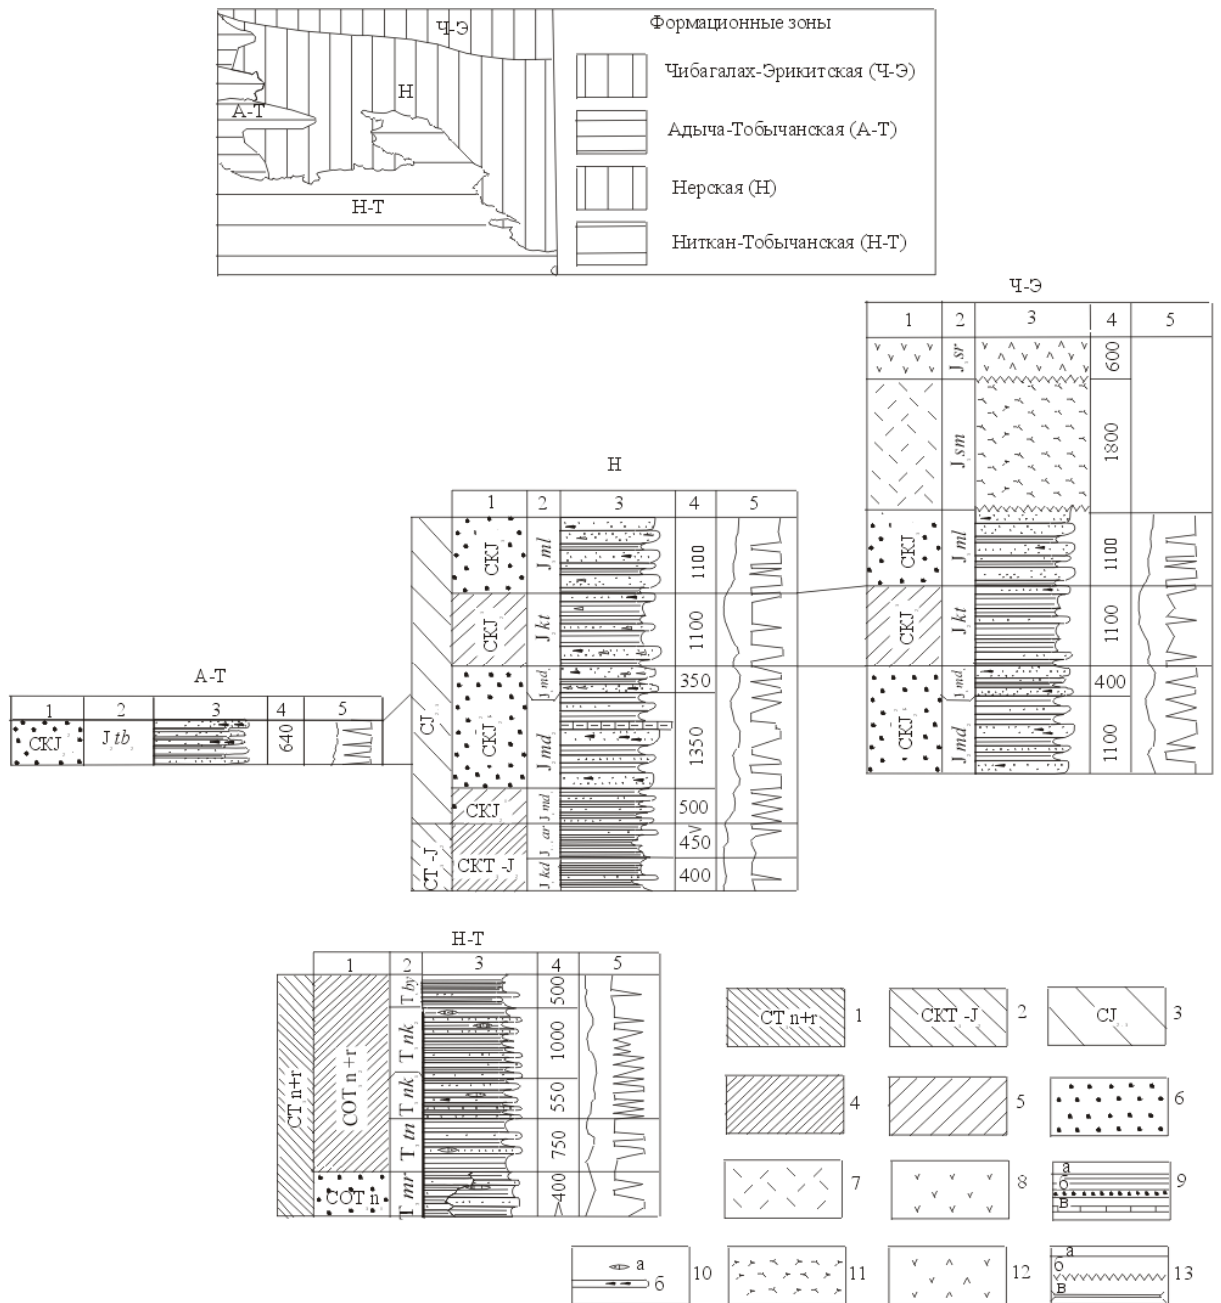 Ч-Э
Н
А-Т
Н-Т
Формационные зоны
Чибагалах-Эрикитская (Ч-Э)
Адыча-Тобычанская (А-Т)
Нерская (Н)
Ниткан-Тобычанская (Н-Т)
Ч-Э
1 2 3 4 5
J sr 600
J sm 1800
СКJ J ml 1100
СКJ J kt 1100
J md 400
СКJ J md 1100
Н
1 2 3 4 5
СКJ J ml 1100
СКJ J kt 1100
J md 350
СКJ J md 1350
СКJ J md 500
J ar 450
СКТ -J J kd 400
СJ
СТ -J
А-Т
1 2 3 4 5
СКJ J tb 640
Н-Т
1 2 3 4 5
T by 500
T nk 1000
T nk 550
T tn 750
T mr >400
СТ n+r
СОТ n+r
СОТ n
СТ n+r 1
СКТ -J 2
СJ 3
4
5
6
7
8
а
б
в
9
а
б
10
11
12
а
б
в
13